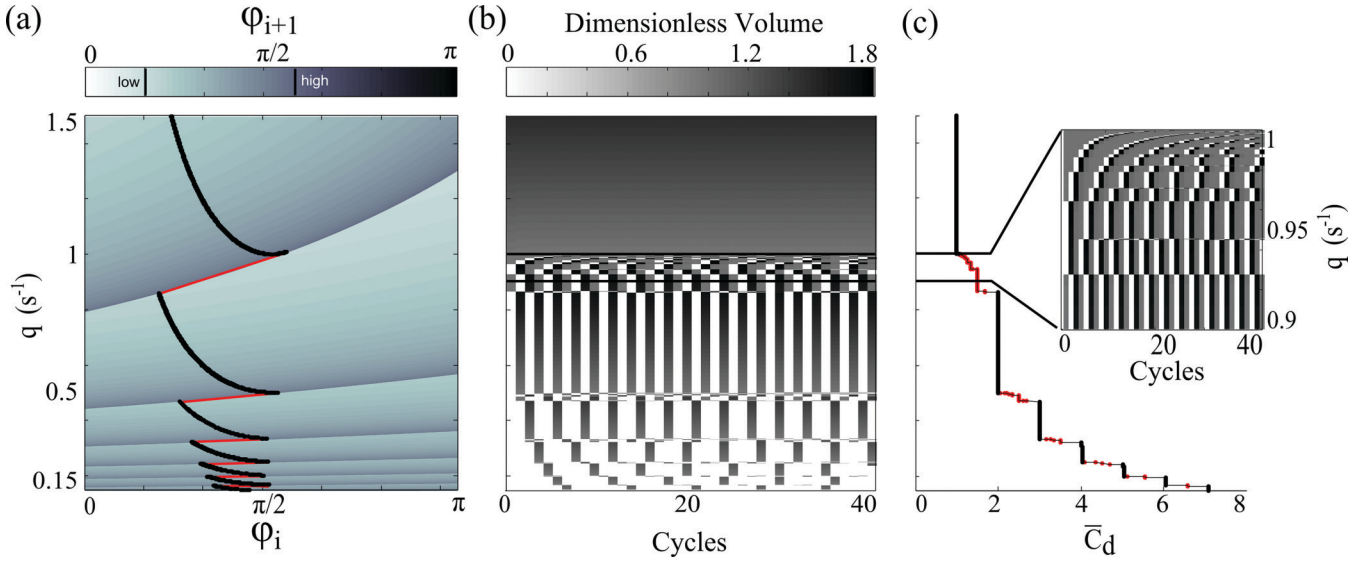 (a)
φi+1
0 π/2 π
low high
1.5
1
0.5
0.15
q (s-1)
0 π/2 π
φi
(b)
Dimensionless Volume
0 0.6 1.2 1.8
20 40
Cycles
(c)
1
0.95
0.9
q (s-1)
0 20 40
Cycles
0 2 4 6 8
C̅d